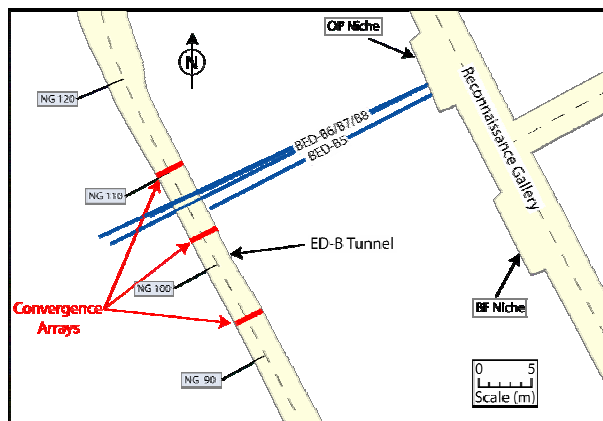 OP Niche
N
NG 120
Reconnaissance Gallery
BED-B6/B7/B8
BED-B5
NG 110
ED-B Tunnel
NG 100
Convergence
Arrays
BF Niche
NG 90
0 5
Scale (m)